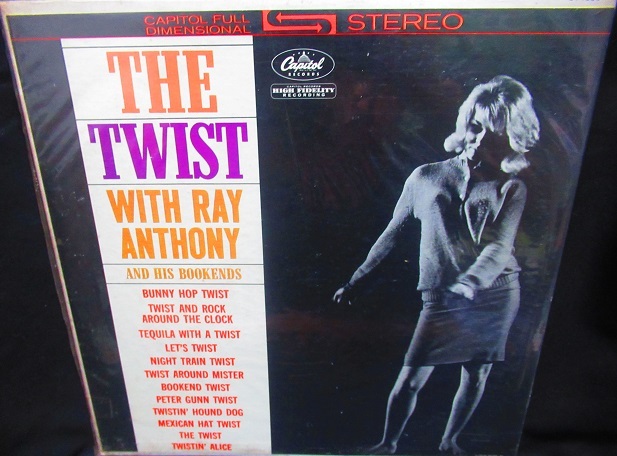 CAPITOL FULL
DIMENSIONAL
STEREO
THE
TWIST
WITH RAY
ANTHONY
AND HIS BOOKENDS
BUNNY HOP TWIST
TWIST AND ROCK
AROUND THE CLOCK
TEQUILA WITH A TWIST
LET'S TWIST
NIGHT TRAIN TWIST
TWIST AROUND MISTER
BOOKEND TWIST
PETER GUNN TWIST
TWISTIN' HOUND DOG
MEXICAN HAT TWIST
THE TWIST
TWISTIN' ALICE
Capitol
RECORDS
CAPITOL RECORDS
HIGH FIDELITY
RECORDING